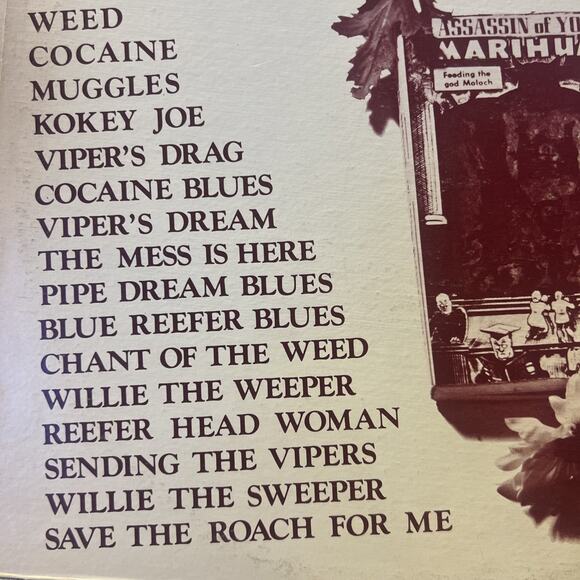 WEED
COCAINE
MUGGLES
KOKEY JOE
VIPER'S DRAG
COCAINE BLUES
VIPER'S DREAM
THE MESS IS HERE
PIPE DREAM BLUES
BLUE REEFER BLUES
CHANT OF THE WEED
WILLIE THE WEEPER
REEFER HEAD WOMAN
SENDING THE VIPERS
WILLIE THE SWEEPER
SAVE THE ROACH FOR ME
ASSASSIN of YO
MARIHU
Feeding the
god Moloch